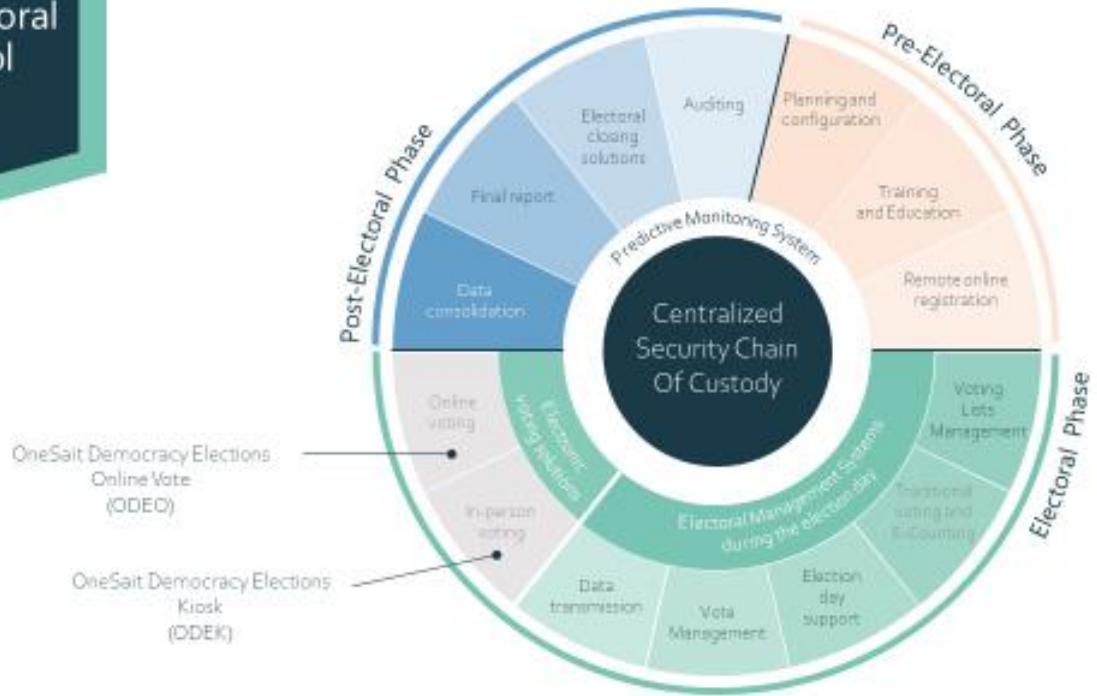 Pre-Electoral Phase
Planning and
configuration
Training
and Education
Remote online
registration
Electoral Phase
Voting
Lists
Management
Traditional
voting and
E-Counting
Election
day
support
Vota
Management
Data
transmission
Electoral Management Systems
during the election day
Electronic
voting solutions
In-person
voting
Online
voting
OneSait Democracy Elections
Online Vote
(ODEO)
OneSait Democracy Elections
Kiosk
(ODEK)
Post-Electoral Phase
Data
consolidation
Final report
Electoral
closing
solutions
Auditing
Predictive Monitoring System
Centralized
Security Chain
Of Custody